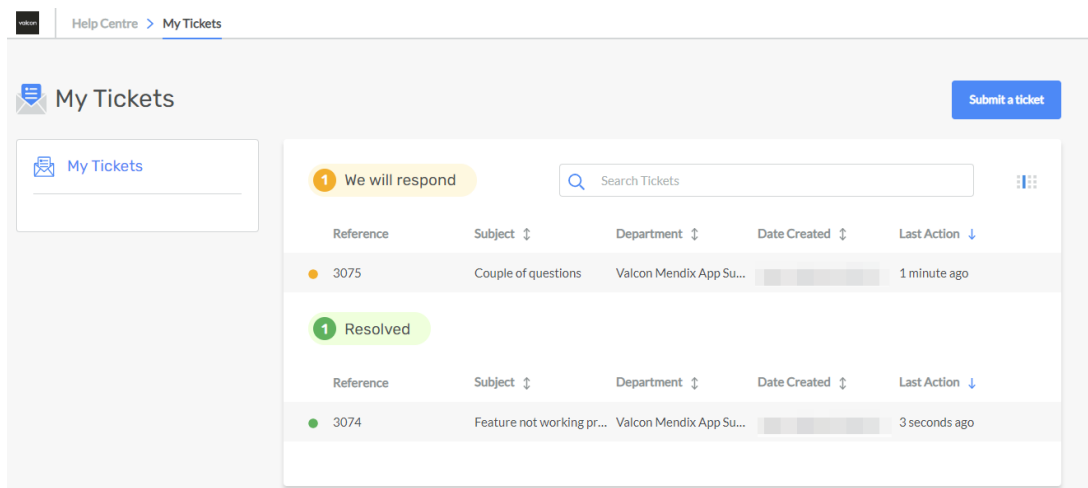 valcon
Help Centre > My Tickets
My Tickets
Submit a ticket
My Tickets
1 We will respond
Search Tickets
Reference Subject Department Date Created Last Action
3075 Couple of questions Valcon Mendix App Su... 1 minute ago
1 Resolved
Reference Subject Department Date Created Last Action
3074 Feature not working pr... Valcon Mendix App Su... 3 seconds ago